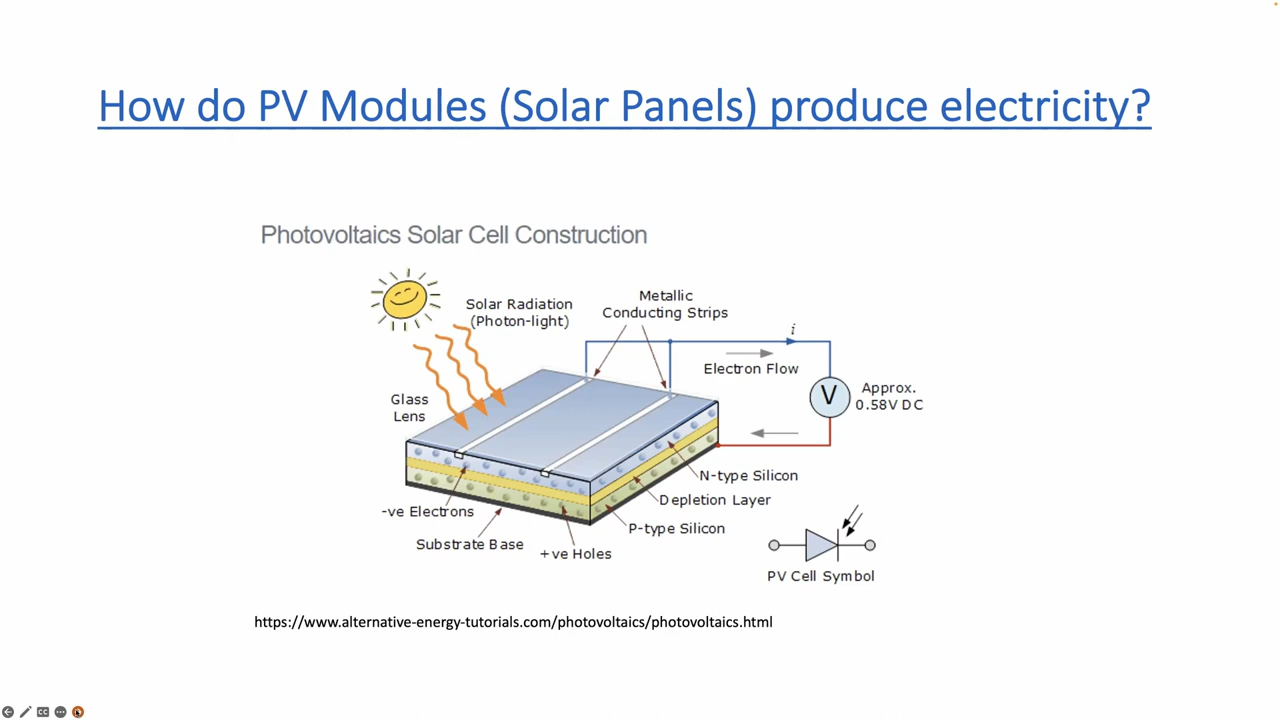 How do PV Modules (Solar Panels) produce electricity?
Photovoltaics Solar Cell Construction
Solar Radiation
(Photon-light)
Metallic
Conducting Strips
i
Electron Flow
V
Approx.
0.58V DC
Glass
Lens
N-type Silicon
Depletion Layer
-ve Electrons
P-type Silicon
Substrate Base
+ve Holes
PV Cell Symbol
https://www.alternative-energy-tutorials.com/photovoltaics/photovoltaics.html
CC